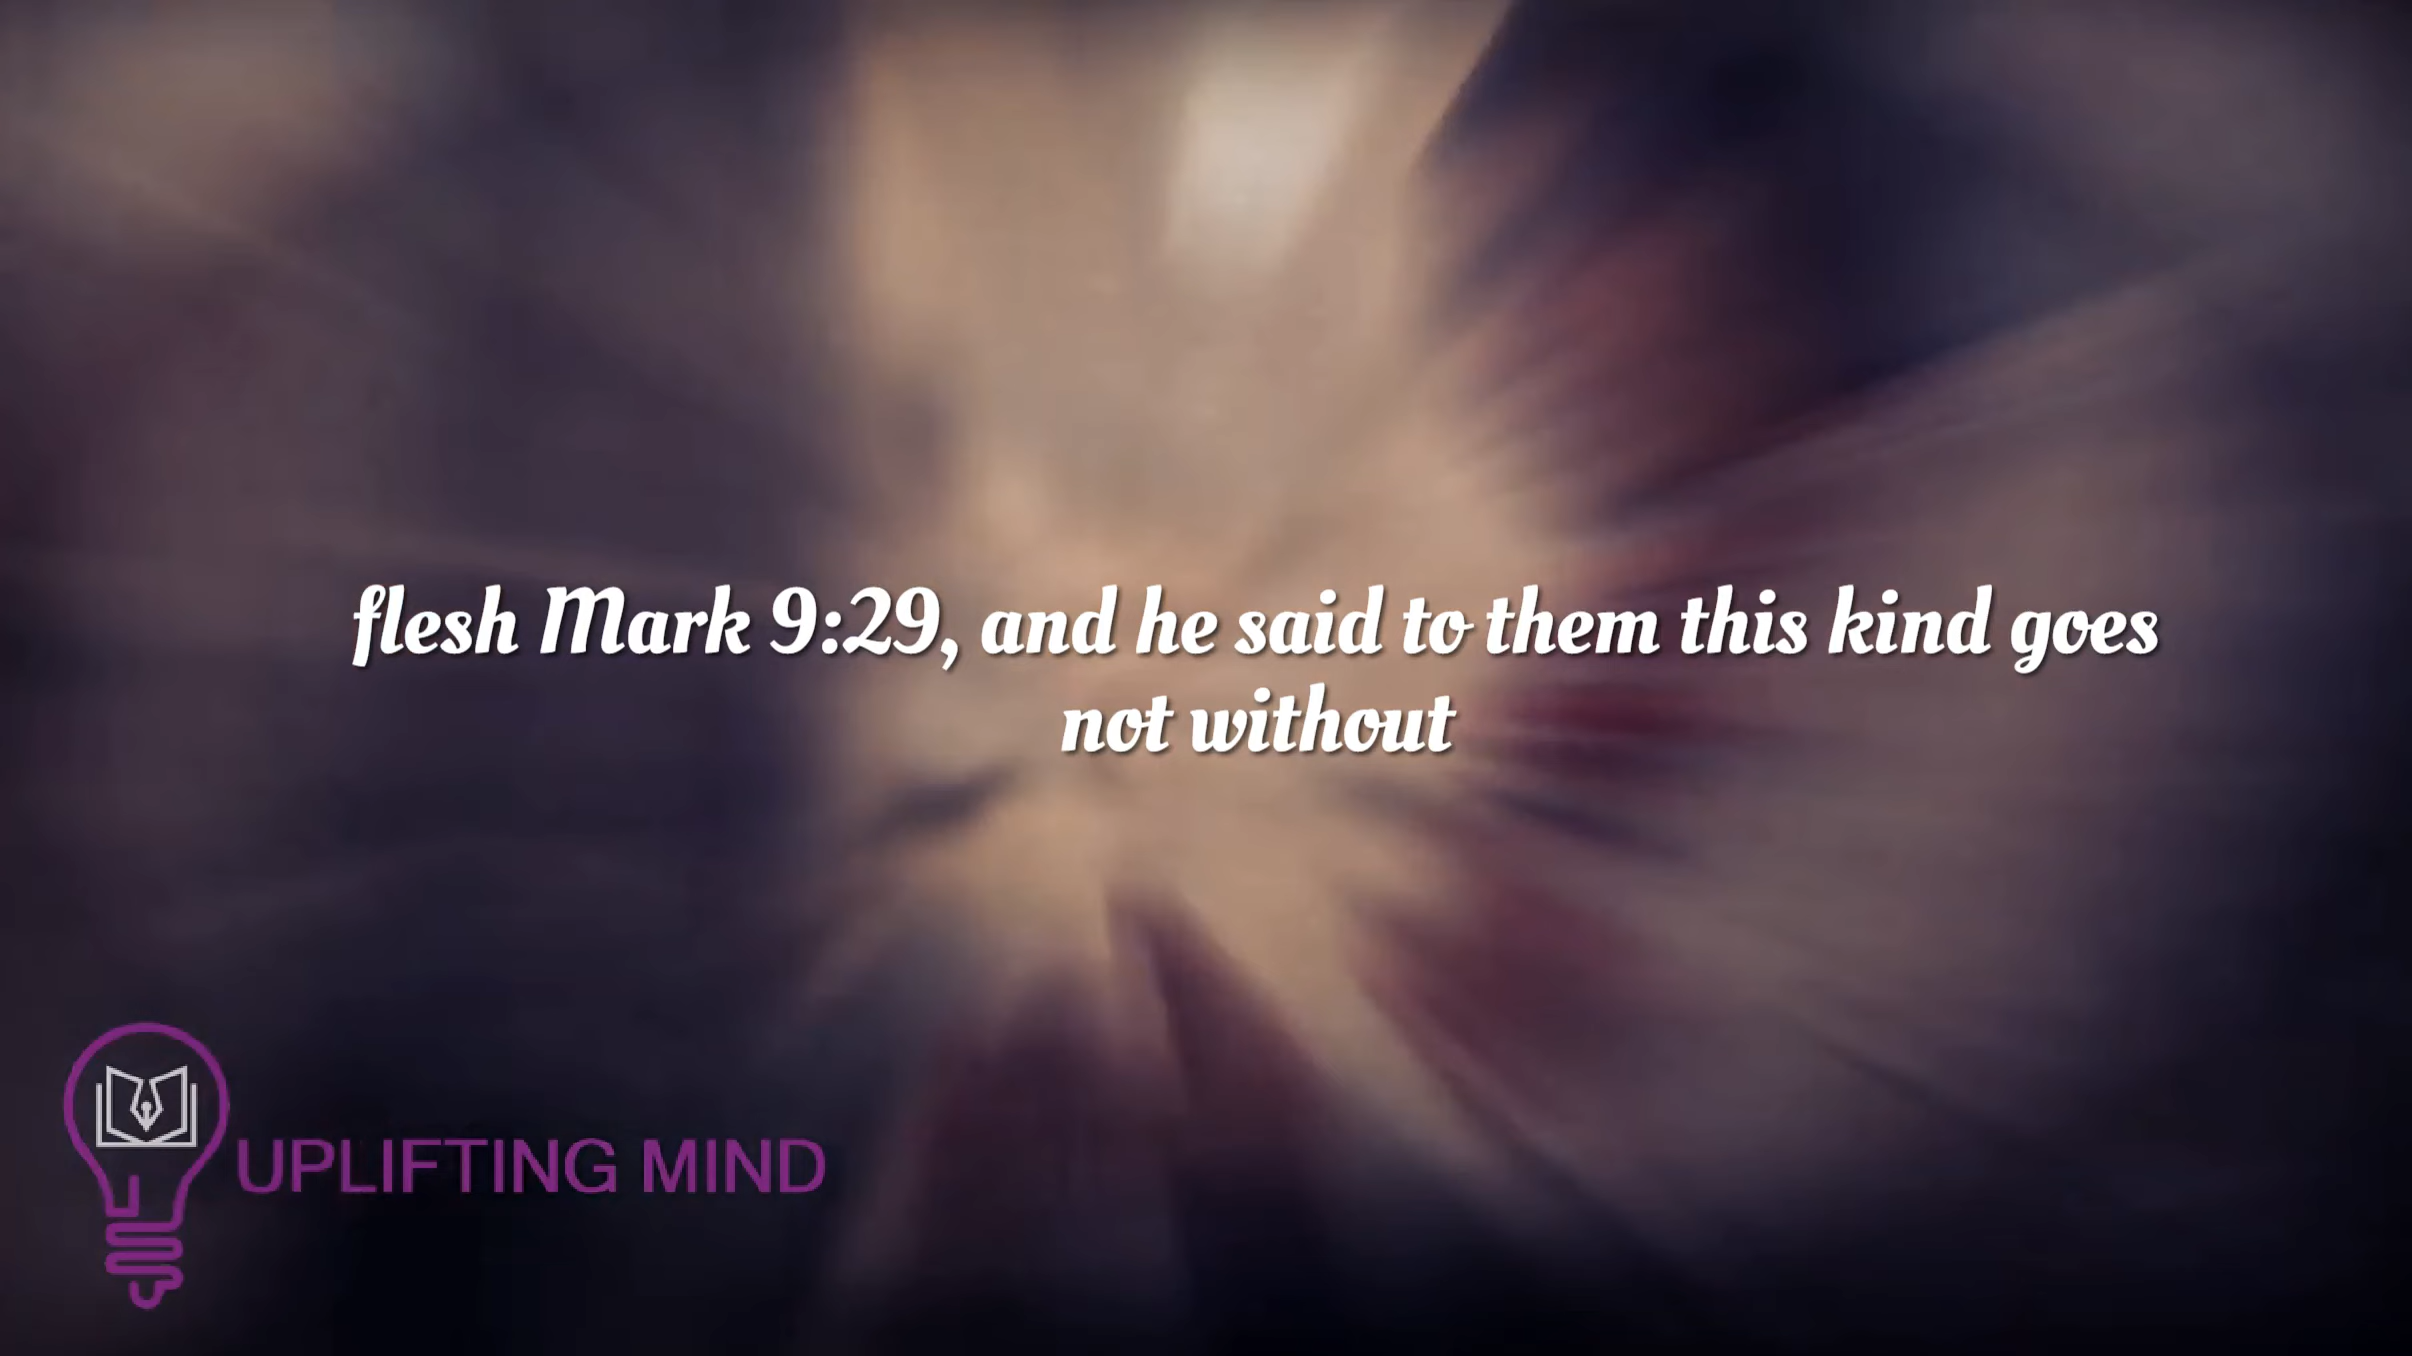 flesh Mark 9:29, and he said to them this kind goes
not without
UPLIFTING MIND